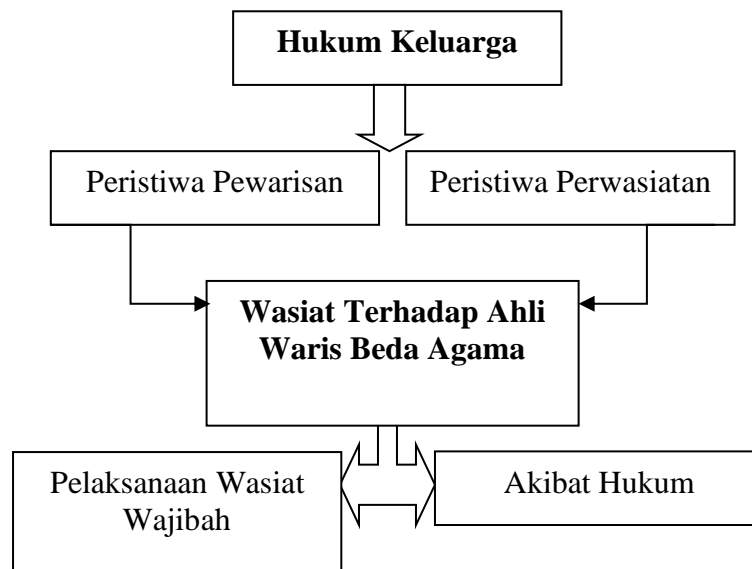 Hukum Keluarga
Peristiwa Pewarisan
Peristiwa Perwasiatan
Wasiat Terhadap Ahli
Waris Beda Agama
Pelaksanaan Wasiat
Wajibah
Akibat Hukum